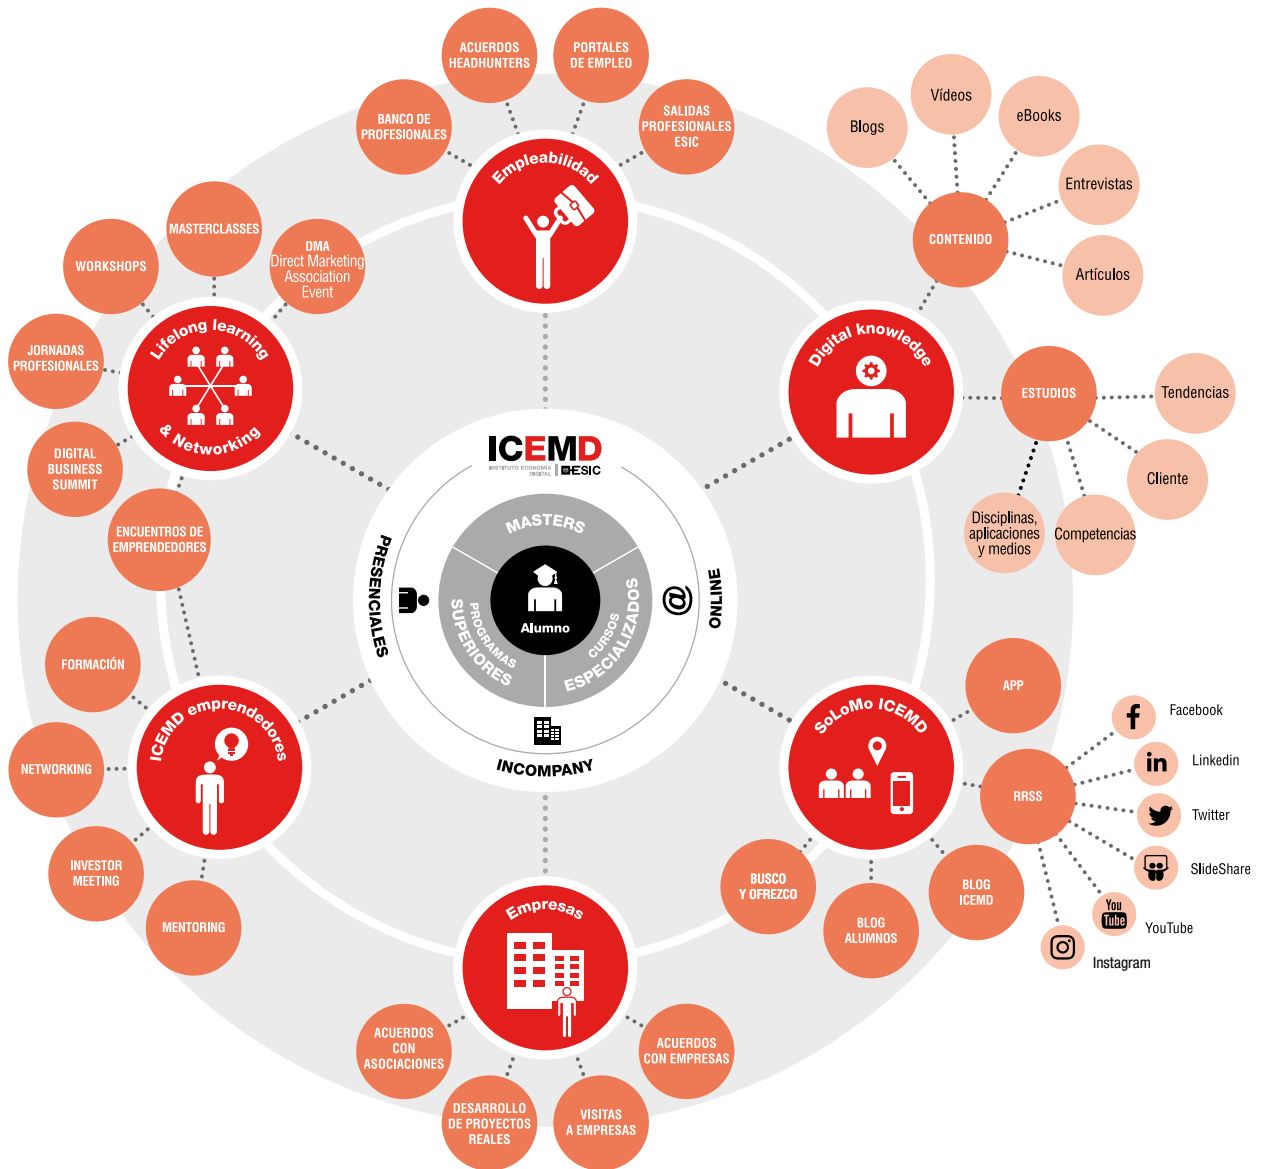 ACUERDOS
HEADHUNTERS
PORTALES
DE EMPLEO
BANCO DE
PROFESIONALES
SALIDAS
PROFESIONALES
ESIC
Empleabilidad
Blogs
Vídeos
eBooks
Entrevistas
Artículos
CONTENIDO
MASTERCLASSES
WORKSHOPS
DMA
Direct Marketing
Association
Event
JORNADAS
PROFESIONALES
Lifelong learning
& Networking
DIGITAL
BUSINESS
SUMMIT
ENCUENTROS DE
EMPRENDEDORES
Digital knowledge
ESTUDIOS
Tendencias
Cliente
Competencias
Disciplinas,
aplicaciones
y medios
ICEMD
INSTITUTO ECONOMÍA
DIGITAL
ESIC
MASTERS
PROGRAMAS
SUPERIORES
CURSOS
ESPECIALIZADOS
Alumno
PRESENCIALES
@
ONLINE
INCOMPANY
FORMACIÓN
NETWORKING
INVESTOR
MEETING
MENTORING
ICEMD emprendedores
SoLoMo ICEMD
APP
RRSS
Facebook
in
Linkedin
Twitter
SlideShare
You
Tube
YouTube
Instagram
BUSCO
Y OFREZCO
BLOG
ALUMNOS
BLOG
ICEMD
Empresas
ACUERDOS
CON
ASOCIACIONES
DESARROLLO
DE PROYECTOS
REALES
VISITAS
A EMPRESAS
ACUERDOS
CON EMPRESAS